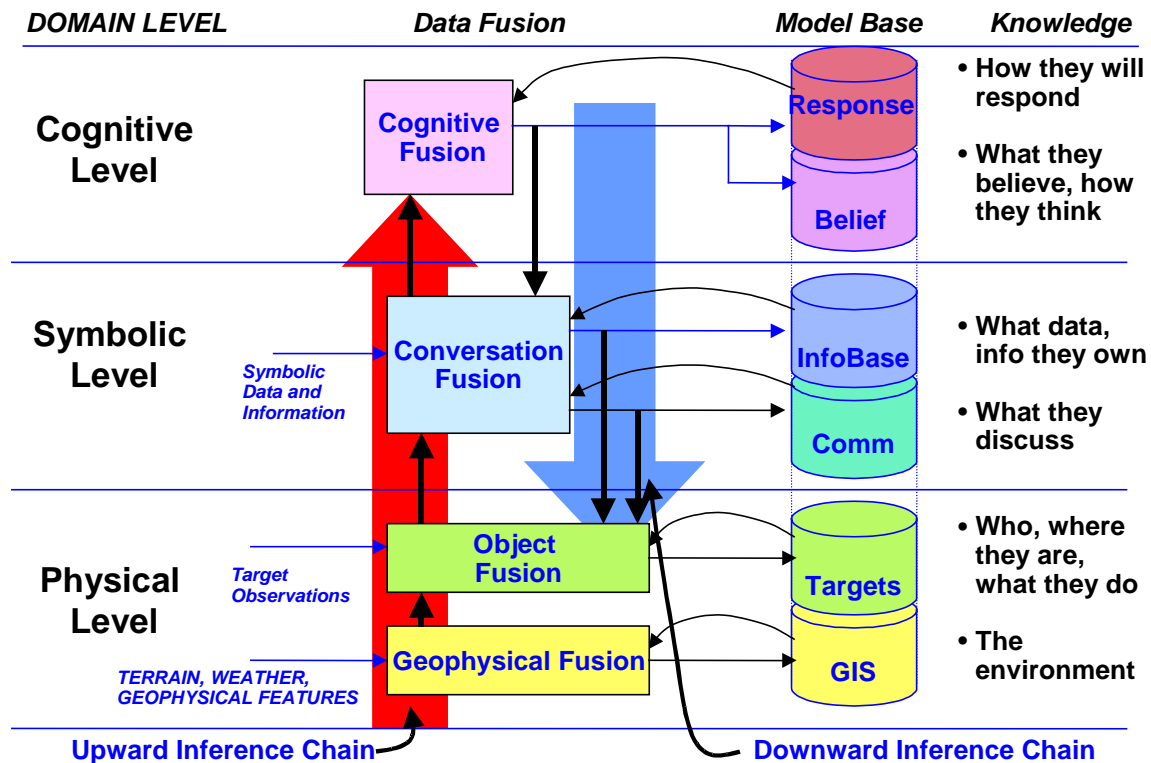 DOMAIN LEVEL
Data Fusion
Model Base
Knowledge
Cognitive
Level
Cognitive
Fusion
Response
Belief
• How they will
respond
• What they
believe, how
they think
Symbolic
Level
Symbolic
Data and
Information
Conversation
Fusion
InfoBase
Comm
• What data,
info they own
• What they
discuss
Physical
Level
Target
Observations
Object
Fusion
Targets
• Who, where
they are,
what they do
TERRAIN, WEATHER,
GEOPHYSICAL FEATURES
Geophysical Fusion
GIS
• The
environment
Upward Inference Chain
Downward Inference Chain